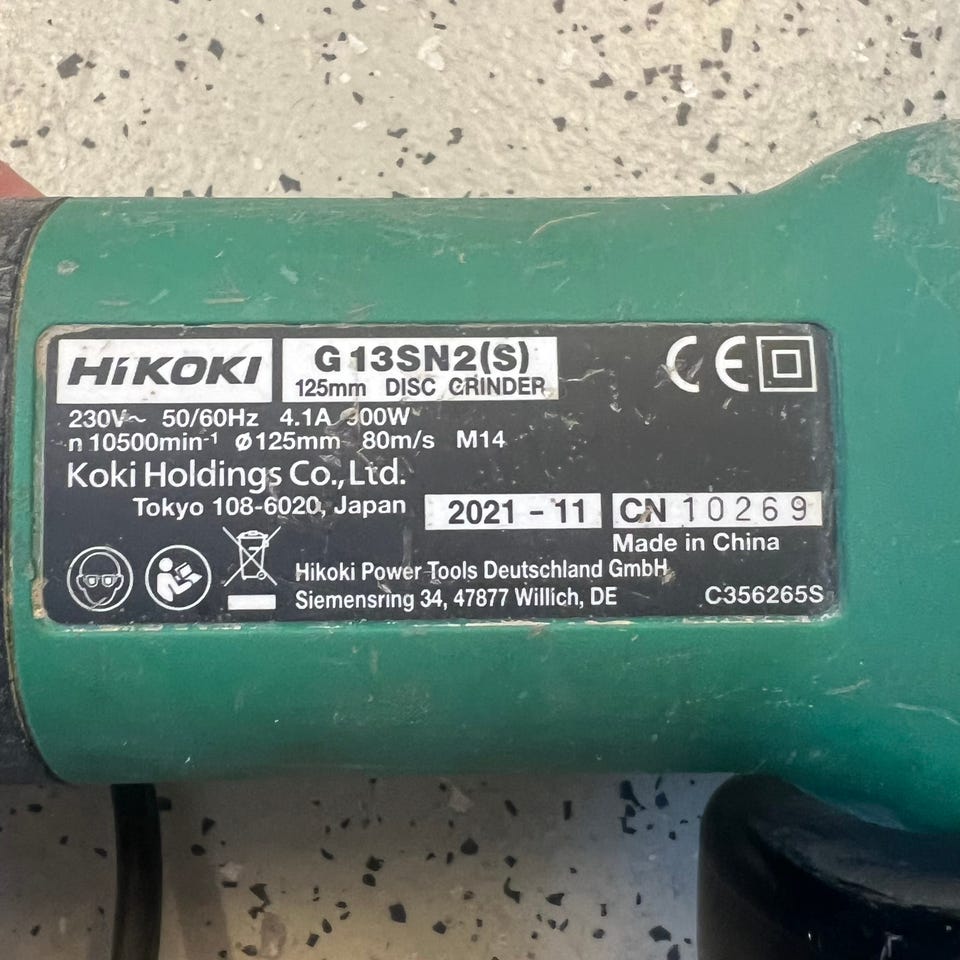 HiKOKI
G13SN2(S)
125mm DISC GRINDER
230V~ 50/60Hz 4.1A
n 10500min-1 Ø125mm 80m/s M14
Koki Holdings Co.,Ltd.
Tokyo 108-6020, Japan
2021 - 11
CN 10269
Made in China
Hikoki Power Tools Deutschland GmbH
Siemensring 34, 47877 Willich, DE
C356265S
CE